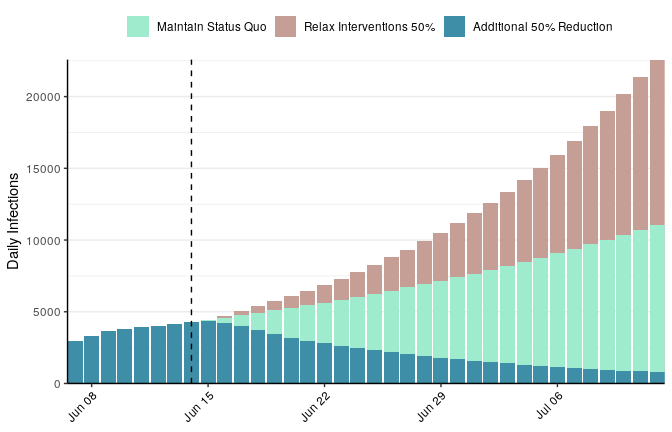 Maintain Status Quo Relax Interventions 50% Additional 50% Reduction
Daily Infections
20000
15000
10000
5000
0
Jun 08 Jun 15 Jun 22 Jun 29 Jul 06